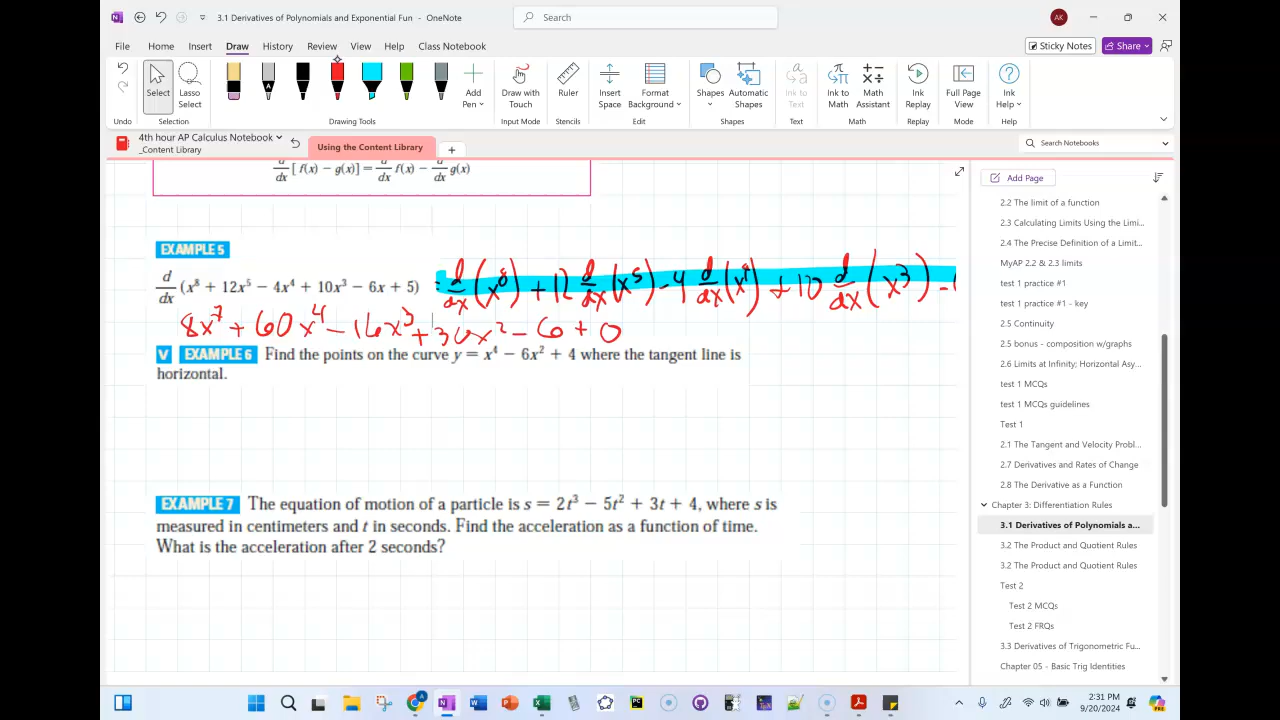 3.1 Derivatives of Polynomials and Exponential Fun - OneNote
Search
AK
File Home Insert Draw History Review View Help Class Notebook
Sticky Notes Share
Select Lasso Select Add Pen Draw with Touch Ruler Insert Space Format Background Shapes Automatic Shapes Ink to Text Ink to Math Math Assistant Ink Replay Full Page View Ink Help
Undo Selection Drawing Tools Input Mode Stencils Edit Shapes Text Math Replay Mode Help
4th hour AP Calculus Notebook
_Content Library
Using the Content Library
+
Search Notebooks
d/dx [f(x) − g(x)] = d/dx f(x) − d/dx g(x)
EXAMPLE 5
d/dx (x⁸ + 12x⁵ − 4x⁴ + 10x³ − 6x + 5) = d/dx (x⁸) + 12 d/dx (x⁵) − 4 d/dx (x⁴) + 10 d/dx (x³) −
8x⁷ + 60x⁴ − 16x³ + 30x² − 6 + 0
V EXAMPLE 6 Find the points on the curve y = x⁴ − 6x² + 4 where the tangent line is
horizontal.
EXAMPLE 7 The equation of motion of a particle is s = 2t³ − 5t² + 3t + 4, where s is
measured in centimeters and t in seconds. Find the acceleration as a function of time.
What is the acceleration after 2 seconds?
Add Page
2.2 The limit of a function
2.3 Calculating Limits Using the Limi...
2.4 The Precise Definition of a Limit...
MyAP 2.2 & 2.3 limits
test 1 practice #1
test 1 practice #1 - key
2.5 Continuity
2.5 bonus - composition w/graphs
2.6 Limits at Infinity; Horizontal Asy...
test 1 MCQs
test 1 MCQs guidelines
Test 1
2.1 The Tangent and Velocity Probl...
2.7 Derivatives and Rates of Change
2.8 The Derivative as a Function
Chapter 3: Differentiation Rules
3.1 Derivatives of Polynomials a...
3.2 The Product and Quotient Rules
3.2 The Product and Quotient Rules
Test 2
Test 2 MCQs
Test 2 FRQs
3.3 Derivatives of Trigonometric Fu...
Chapter 05 - Basic Trig Identities
2:31 PM
9/20/2024